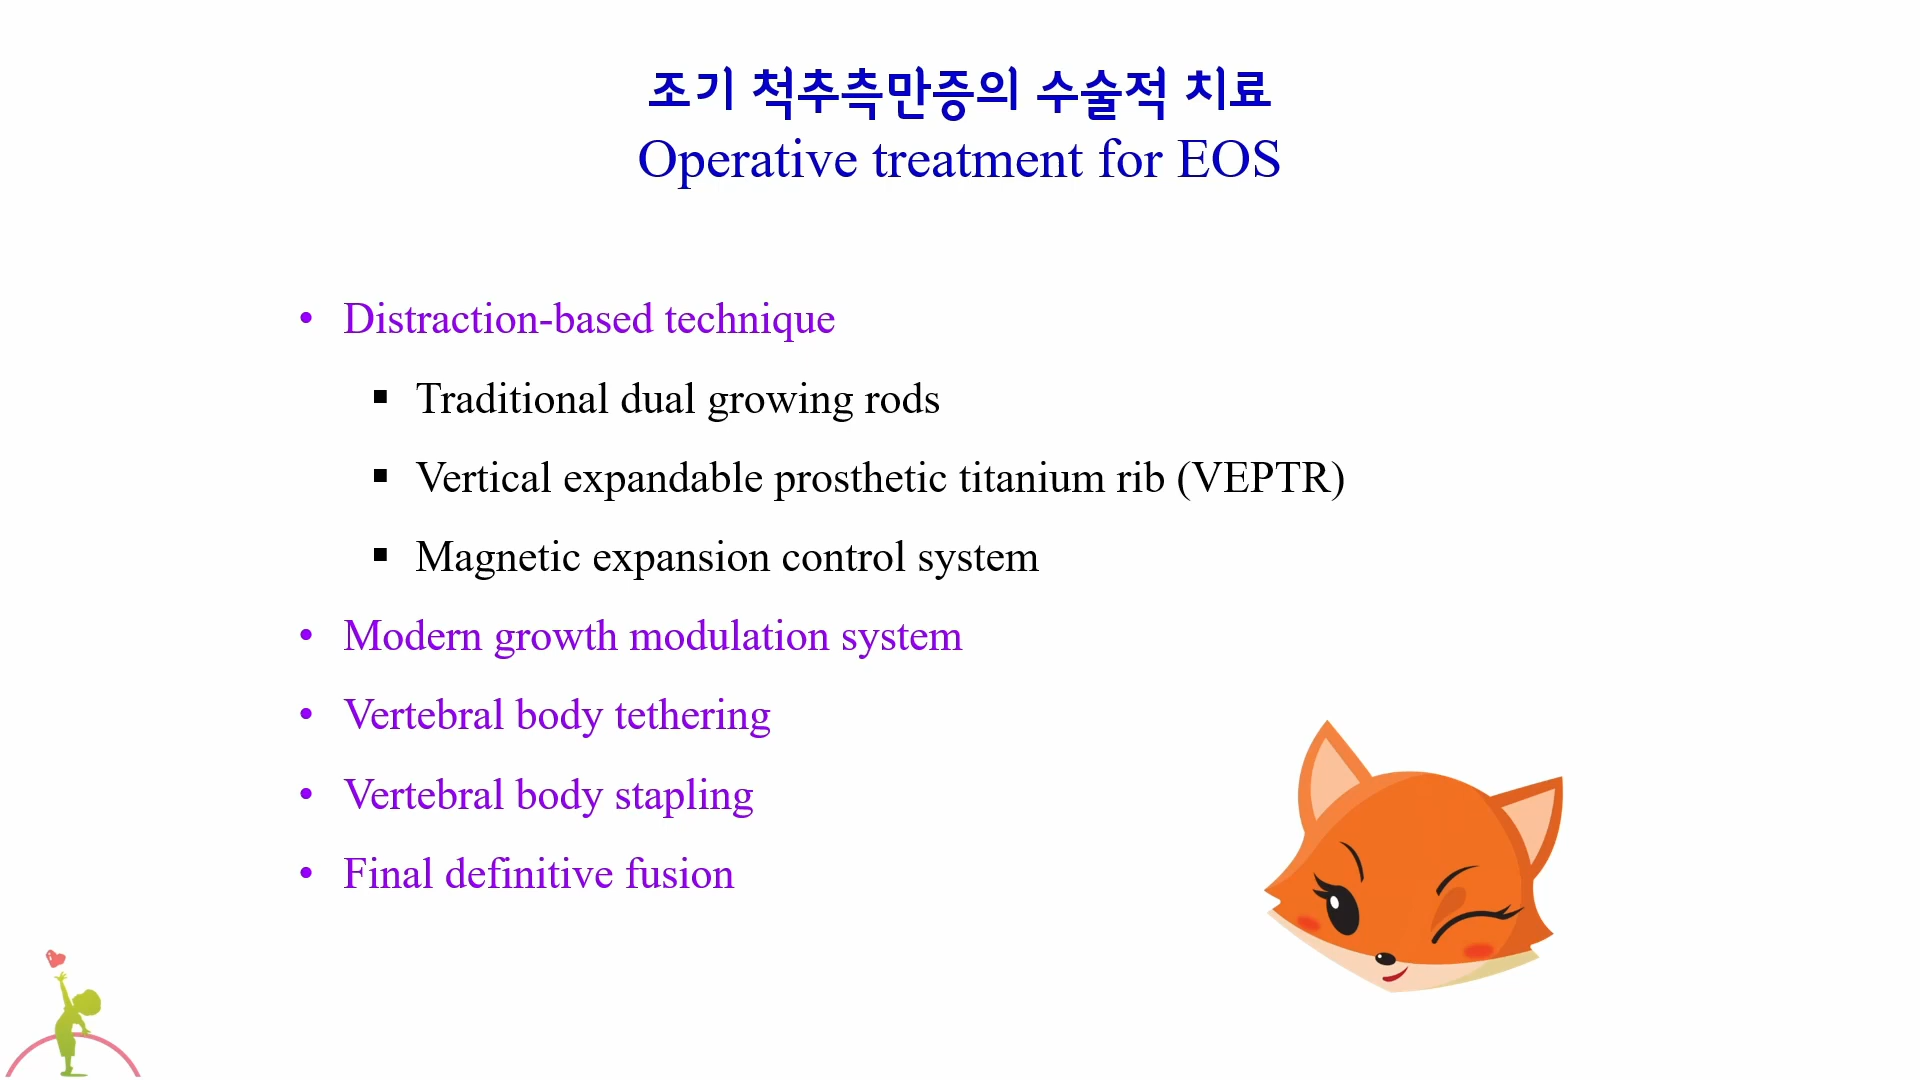 조기 척추측만증의 수술적 치료
Operative treatment for EOS
• Distraction-based technique
▪ Traditional dual growing rods
▪ Vertical expandable prosthetic titanium rib (VEPTR)
▪ Magnetic expansion control system
• Modern growth modulation system
• Vertebral body tethering
• Vertebral body stapling
• Final definitive fusion